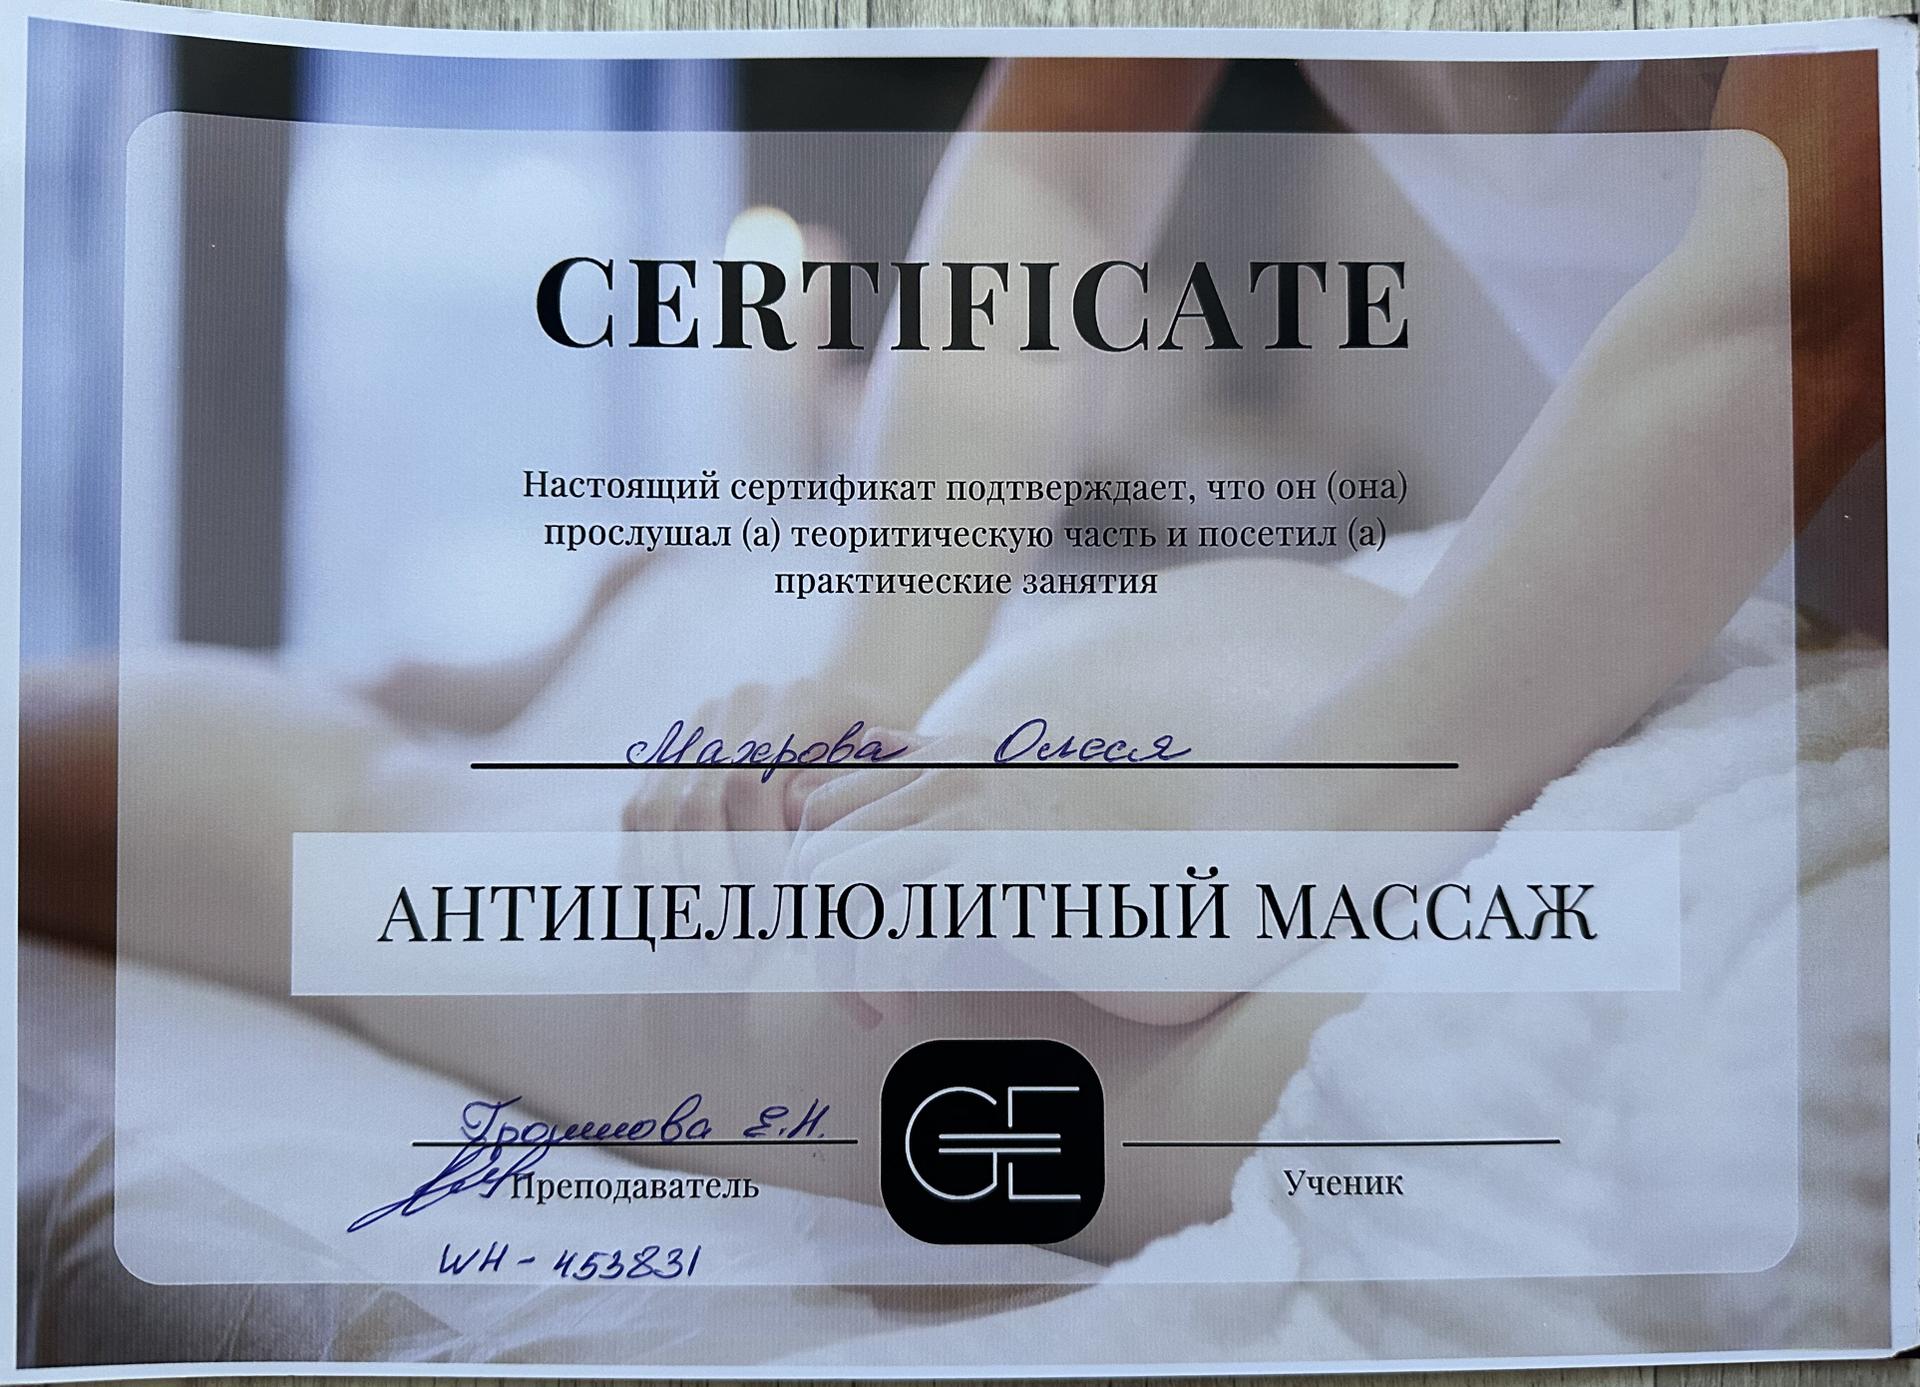 CERTIFICATE
Настоящий сертификат подтверждает, что он (она)
прослушал (а) теоритическую часть и посетил (а)
практические занятия
Махрова Олеся
АНТИЦЕЛЛЮЛИТНЫЙ МАССАЖ
GE
Е.Н.
Преподаватель
Ученик
WH - 453831